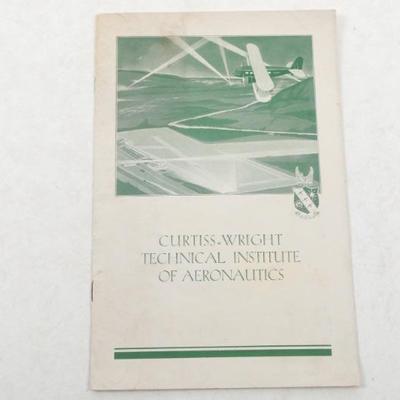 CURTISS-WRIGHT
TECHNICAL INSTITUTE
OF AERONAUTICS